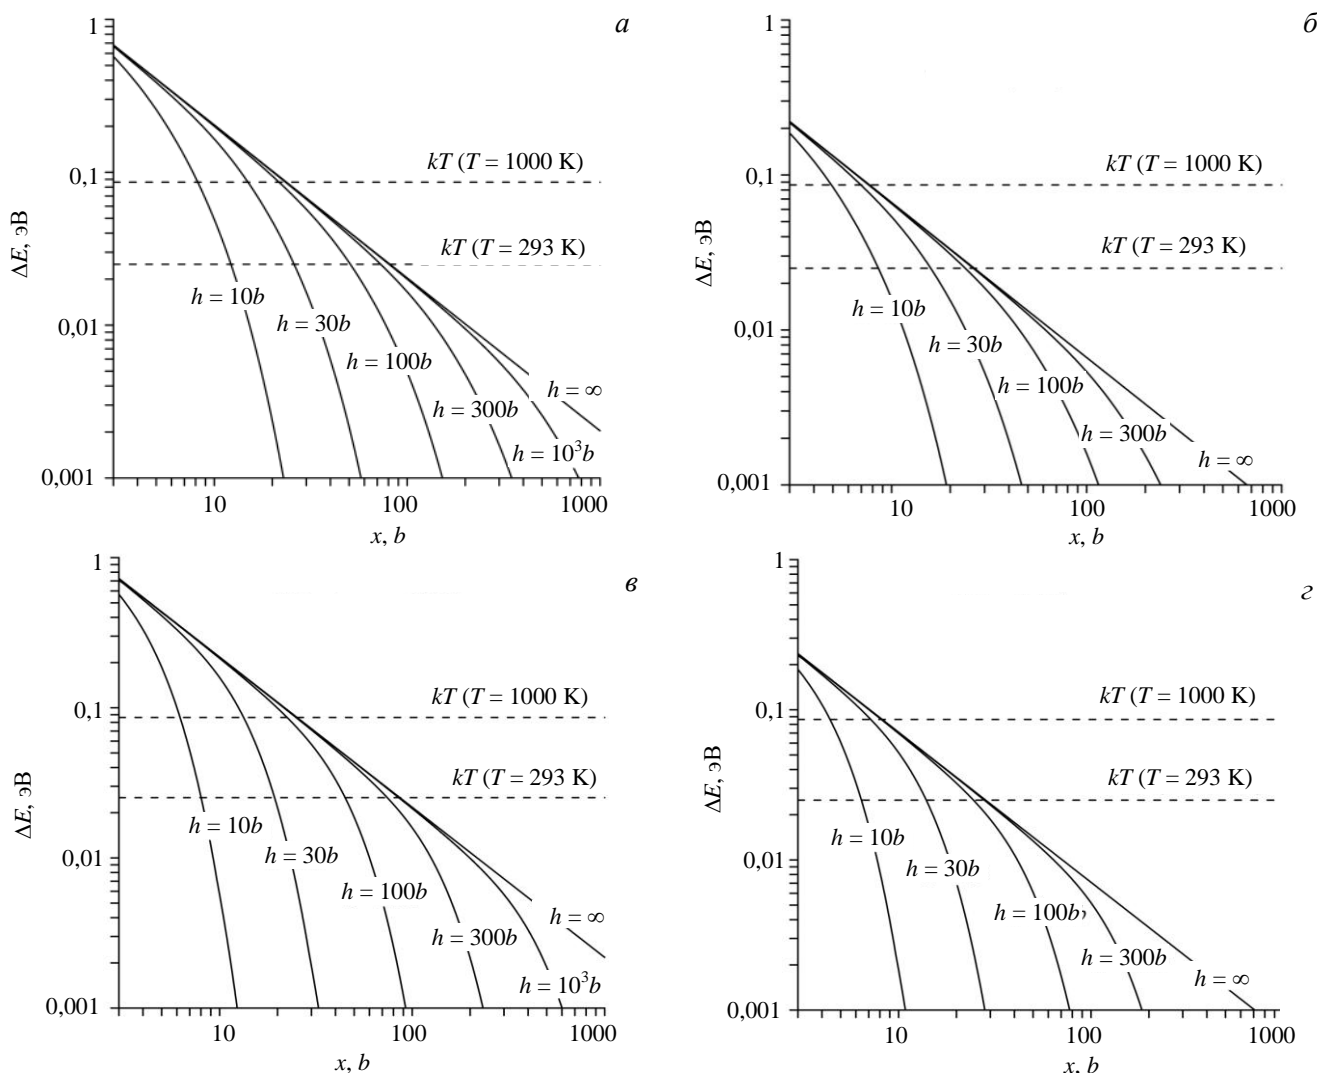 а
1
0,1
0,01
0,001
ΔE, эВ
kT (T = 1000 K)
kT (T = 293 K)
h = 10b
h = 30b
h = 100b
h = 300b
h = 10³b
h = ∞
10
100
1000
x, b
б
1
0,1
0,01
0,001
ΔE, эВ
kT (T = 1000 K)
kT (T = 293 K)
h = 10b
h = 30b
h = 100b
h = 300b
h = ∞
10
100
1000
x, b
в
1
0,1
0,01
0,001
ΔE, эВ
kT (T = 1000 K)
kT (T = 293 K)
h = 10b
h = 30b
h = 100b
h = 300b
h = 10³b
h = ∞
10
100
1000
x, b
г
1
0,1
0,01
0,001
ΔE, эВ
kT (T = 1000 K)
kT (T = 293 K)
h = 10b
h = 30b
h = 100b,
h = 300b
h = ∞
10
100
1000
x, b